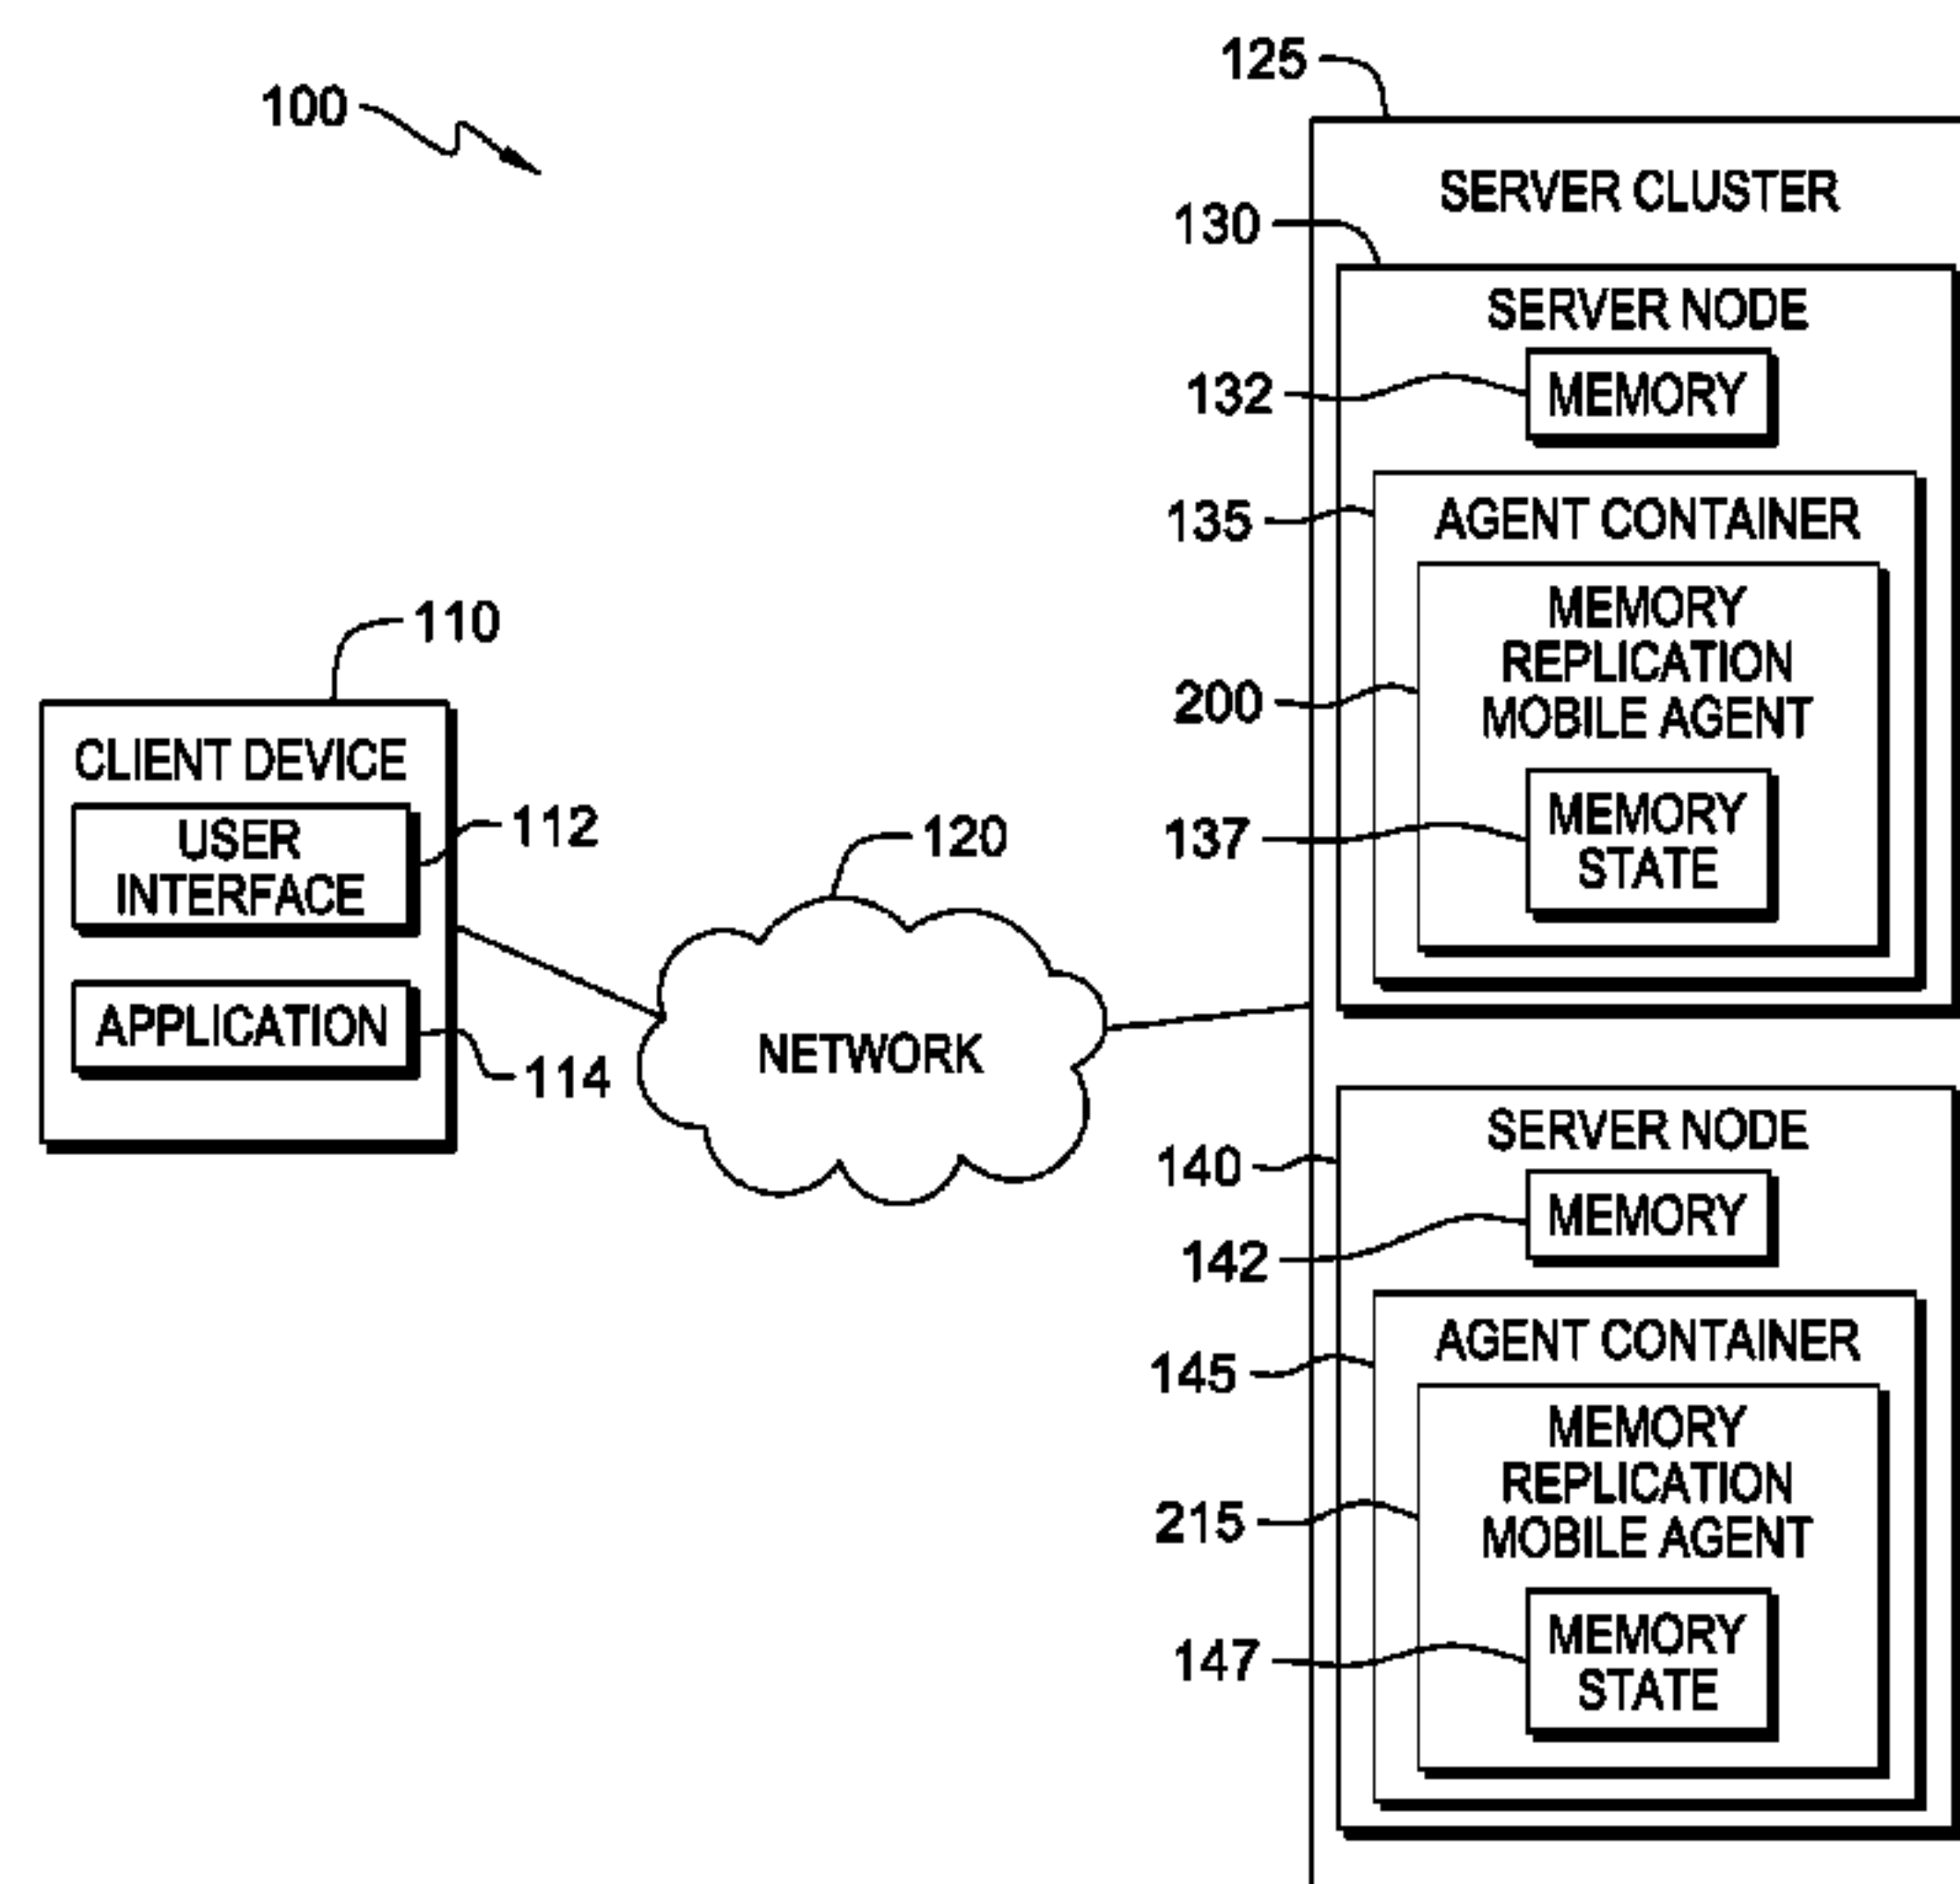 100
125
SERVER CLUSTER
130
SERVER NODE
132
MEMORY
135
AGENT CONTAINER
MEMORY
REPLICATION
MOBILE AGENT
200
MEMORY
STATE
137
110
CLIENT DEVICE
USER
INTERFACE
112
APPLICATION
114
120
NETWORK
SERVER NODE
140
MEMORY
142
AGENT CONTAINER
145
MEMORY
REPLICATION
MOBILE AGENT
215
MEMORY
STATE
147